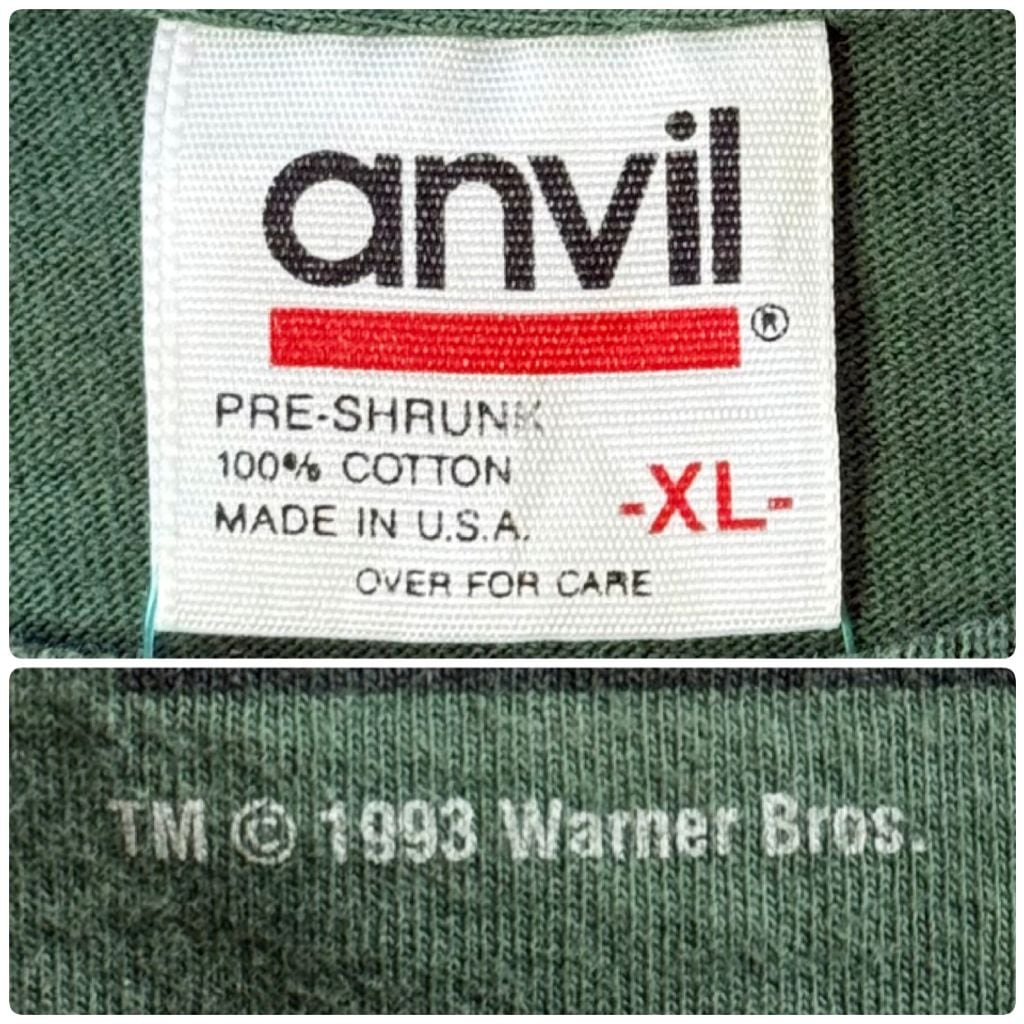 anvil
®
PRE-SHRUNK
100% COTTON
MADE IN U.S.A.
-XL-
OVER FOR CARE
TM © 1993 Warner Bros.